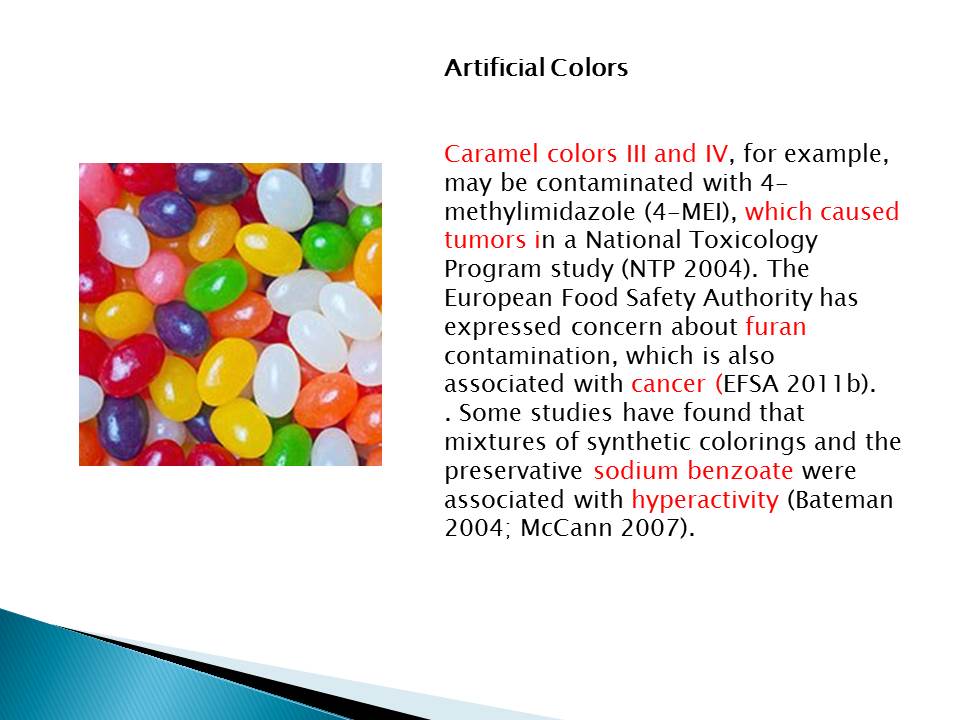 Artificial Colors
Caramel colors III and IV, for example,
may be contaminated with 4-
methylimidazole (4-MEI), which caused
tumors in a National Toxicology
Program study (NTP 2004). The
European Food Safety Authority has
expressed concern about furan
contamination, which is also
associated with cancer (EFSA 2011b).
. Some studies have found that
mixtures of synthetic colorings and the
preservative sodium benzoate were
associated with hyperactivity (Bateman
2004; McCann 2007).